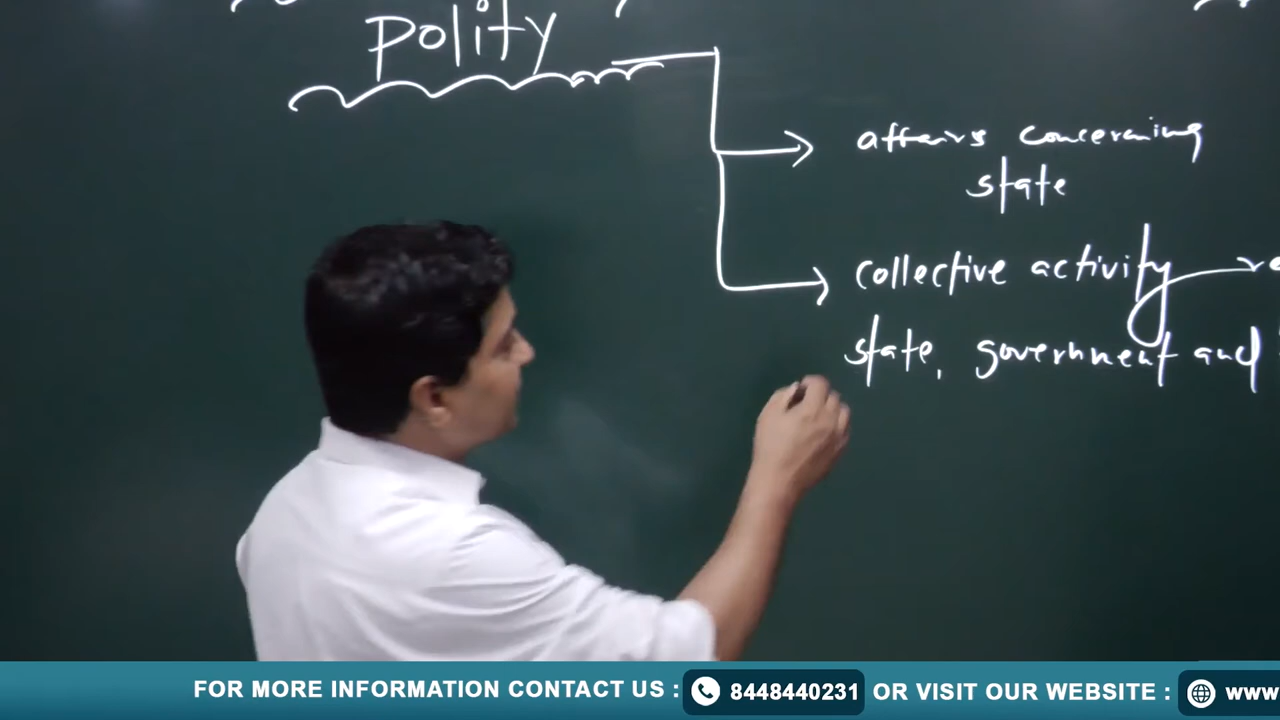 Polity
affairs concerning
state
collective activity
state, government and
FOR MORE INFORMATION CONTACT US : 8448440231 OR VISIT OUR WEBSITE : www